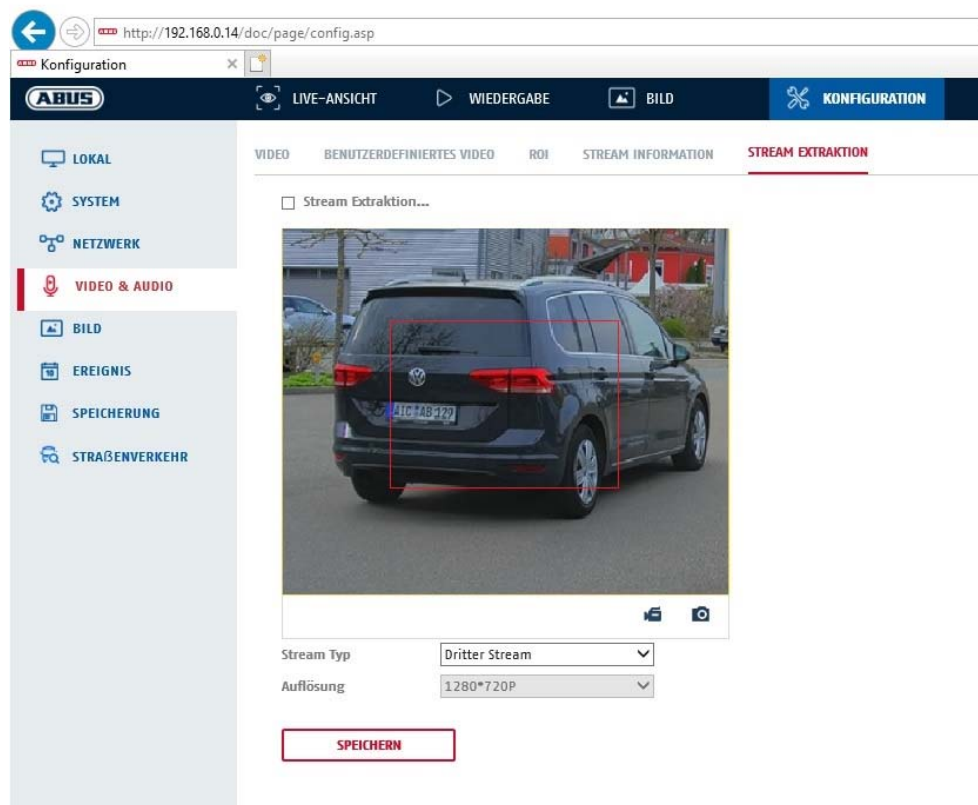 http://192.168.0.14/doc/page/config.asp
Konfiguration
ABUS
LIVE-ANSICHT WIEDERGABE BILD KONFIGURATION
LOKAL
SYSTEM
NETZWERK
VIDEO & AUDIO
BILD
EREIGNIS
SPEICHERUNG
STRAßENVERKEHR
VIDEO BENUTZERDEFINIERTES VIDEO ROI STREAM INFORMATION STREAM EXTRAKTION
Stream Extraktion...
AIC AB 129
Stream Typ Dritter Stream
Auflösung 1280*720P
SPEICHERN